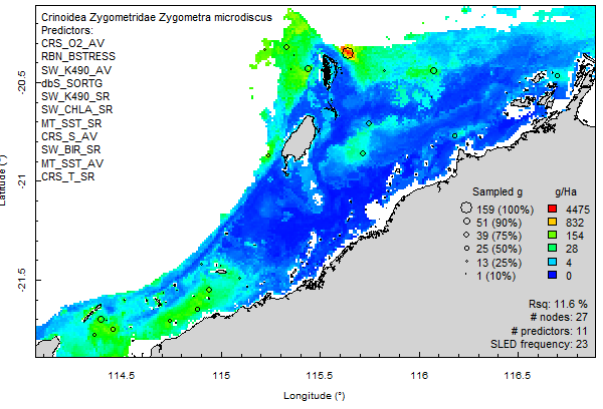 Crinoidea Zygometridae Zygometra microdiscus
Predictors:
CRS_O2_AV
RBN_BSTRESS
SW_K490_AV
dbS_SORTG
SW_K490_SR
SW_CHLA_SR
MT_SST_SR
CRS_S_AV
SW_BIR_SR
MT_SST_AV
CRS_T_SR
-20.5
-21
-21.5
Latitude (°)
Sampled g g/Ha
159 (100%) 4475
51 (90%) 832
39 (75%) 154
25 (50%) 28
13 (25%) 4
1 (10%) 0
Rsq: 11.6 %
# nodes: 27
# predictors: 11
SLED frequency: 23
114.5 115 115.5 116 116.5
Longitude (°)